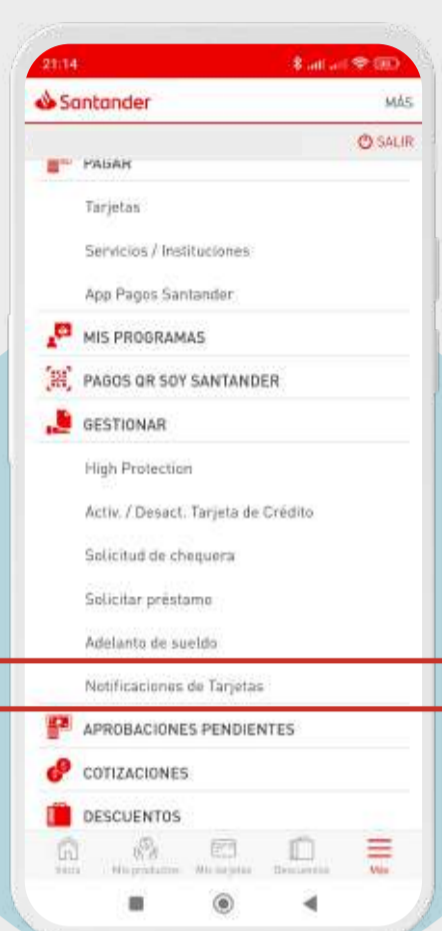 21:14
Santander
MÁS
SALIR
PAGAR
Tarjetas
Servicios / Instituciones
App Pagos Santander
MIS PROGRAMAS
PAGOS QR SOY SANTANDER
GESTIONAR
High Protection
Activ. / Desact. Tarjeta de Crédito
Solicitud de chequera
Solicitar préstamo
Adelanto de sueldo
Notificaciones de Tarjetas
APROBACIONES PENDIENTES
COTIZACIONES
DESCUENTOS
Inicio
Mis productos
Mis tarjetas
Descuentos
Más